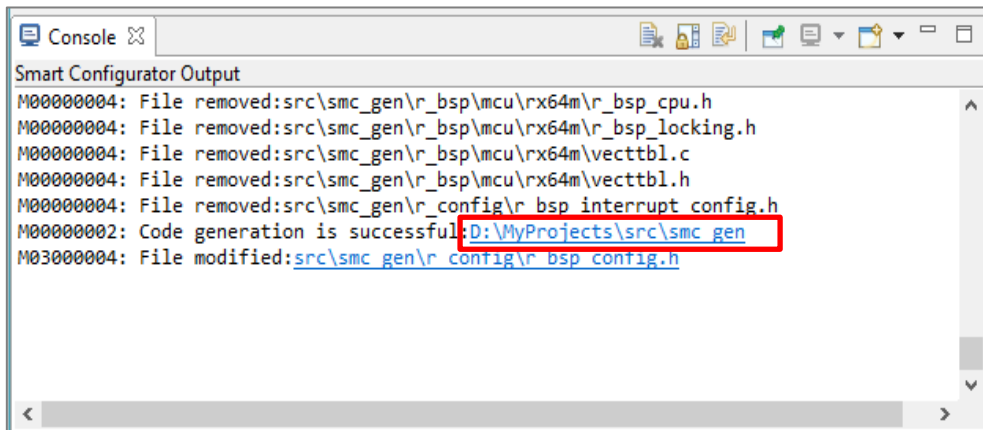 Console
Smart Configurator Output
M00000004: File removed:src\smc_gen\r_bsp\mcu\rx64m\r_bsp_cpu.h
M00000004: File removed:src\smc_gen\r_bsp\mcu\rx64m\r_bsp_locking.h
M00000004: File removed:src\smc_gen\r_bsp\mcu\rx64m\vecttbl.c
M00000004: File removed:src\smc_gen\r_bsp\mcu\rx64m\vecttbl.h
M00000004: File removed:src\smc_gen\r_config\r_bsp_interrupt_config.h
M00000002: Code generation is successful:D:\MyProjects\src\smc_gen
M03000004: File modified:src\smc_gen\r_config\r_bsp_config.h